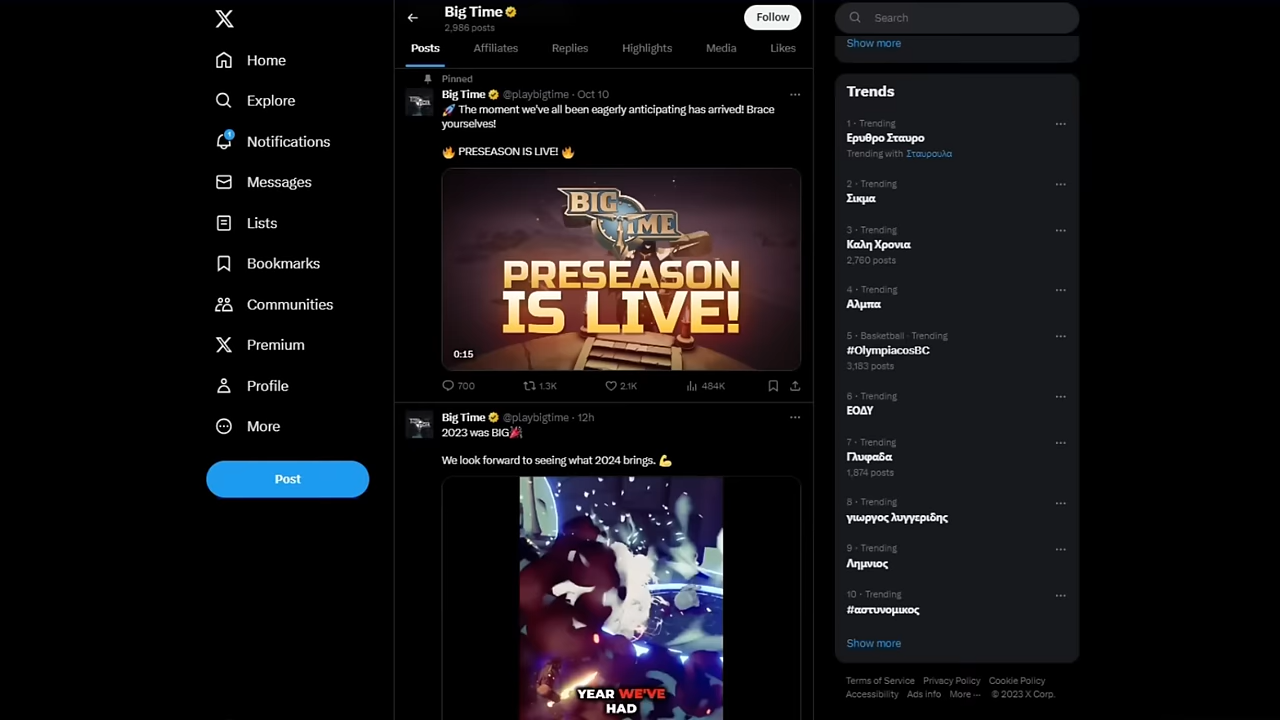 Home
Explore
1
Notifications
Messages
Lists
Bookmarks
Communities
Premium
Profile
More
Post
Big Time
2,986 posts
Follow
Posts
Affiliates
Replies
Highlights
Media
Likes
Pinned
Big Time @playbigtime · Oct 10
🚀 The moment we've all been eagerly anticipating has arrived! Brace
yourselves!
🔥 PRESEASON IS LIVE! 🔥
BIG
TIME
PRESEASON
IS LIVE!
0:15
700
1.3K
2.1K
484K
Big Time @playbigtime · 12h
2023 was BIG🎉
We look forward to seeing what 2024 brings. 💪
YEAR WE'VE
HAD
Search
Show more
Trends
1 · Trending
Ερυθρο Σταυρο
Trending with Σταυρουλα
2 · Trending
Σικμα
3 · Trending
Καλη Χρονια
2,760 posts
4 · Trending
Αλμπα
5 · Basketball · Trending
#OlympiacosBC
3,183 posts
6 · Trending
ΕΟΔΥ
7 · Trending
Γλυφαδα
1,874 posts
8 · Trending
γιωργος λυγγεριδης
9 · Trending
Λημνιος
10 · Trending
#αστυνομικος
Show more
Terms of Service Privacy Policy Cookie Policy
Accessibility Ads info More ··· © 2023 X Corp.